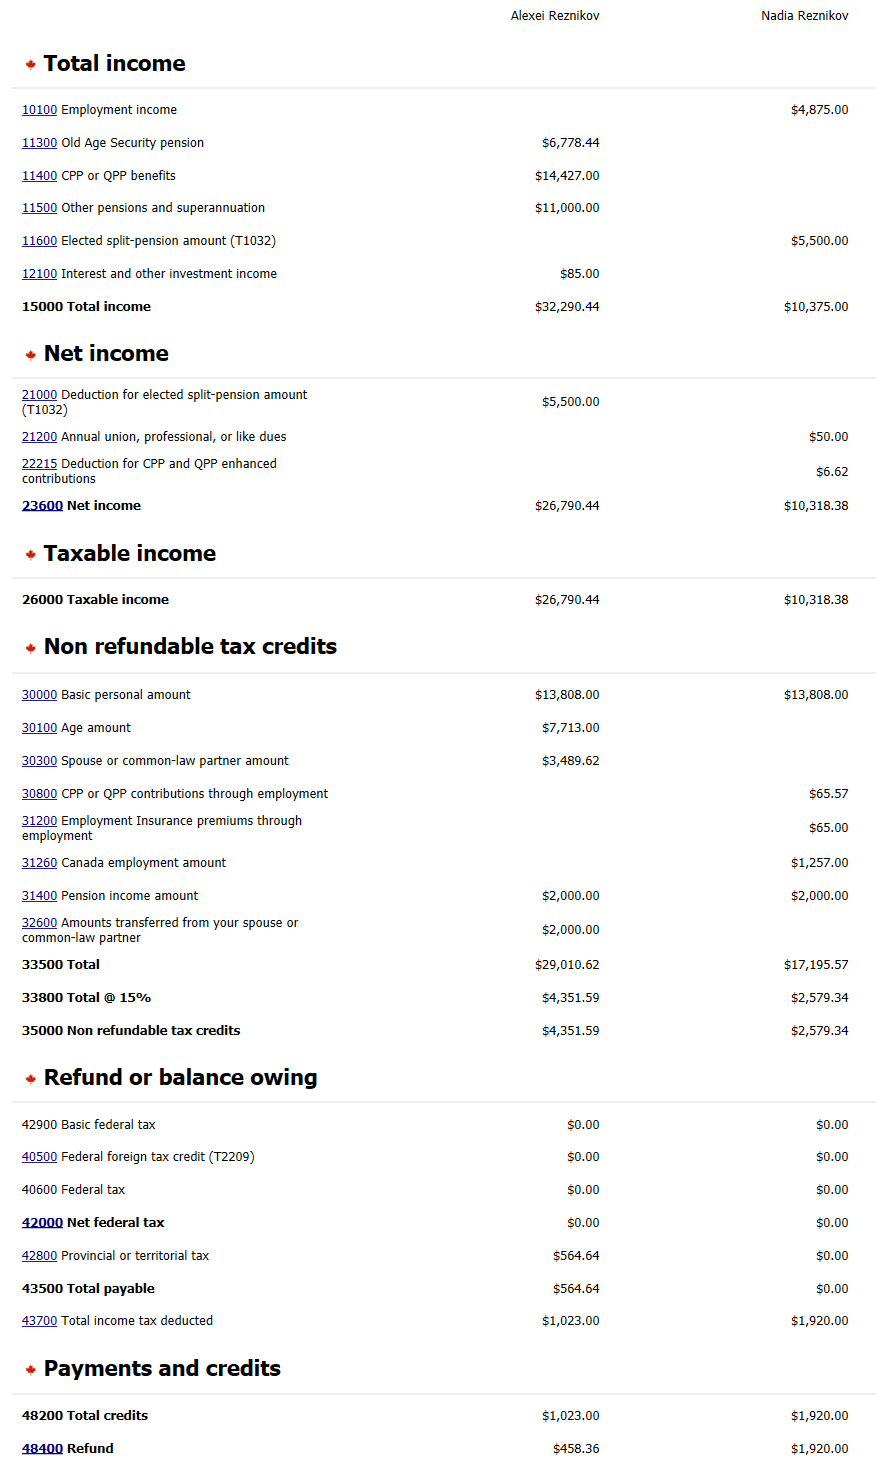 Alexei Reznikov Nadia Reznikov
Total income
10100 Employment income $4,875.00
11300 Old Age Security pension $6,778.44
11400 CPP or QPP benefits $14,427.00
11500 Other pensions and superannuation $11,000.00
11600 Elected split-pension amount (T1032) $5,500.00
12100 Interest and other investment income $85.00
15000 Total income $32,290.44 $10,375.00
Net income
21000 Deduction for elected split-pension amount
(T1032) $5,500.00
21200 Annual union, professional, or like dues $50.00
22215 Deduction for CPP and QPP enhanced
contributions $6.62
23600 Net income $26,790.44 $10,318.38
Taxable income
26000 Taxable income $26,790.44 $10,318.38
Non refundable tax credits
30000 Basic personal amount $13,808.00 $13,808.00
30100 Age amount $7,713.00
30300 Spouse or common-law partner amount $3,489.62
30800 CPP or QPP contributions through employment $65.57
31200 Employment Insurance premiums through
employment $65.00
31260 Canada employment amount $1,257.00
31400 Pension income amount $2,000.00 $2,000.00
32600 Amounts transferred from your spouse or
common-law partner $2,000.00
33500 Total $29,010.62 $17,195.57
33800 Total @ 15% $4,351.59 $2,579.34
35000 Non refundable tax credits $4,351.59 $2,579.34
Refund or balance owing
42900 Basic federal tax $0.00 $0.00
40500 Federal foreign tax credit (T2209) $0.00 $0.00
40600 Federal tax $0.00 $0.00
42000 Net federal tax $0.00 $0.00
42800 Provincial or territorial tax $564.64 $0.00
43500 Total payable $564.64 $0.00
43700 Total income tax deducted $1,023.00 $1,920.00
Payments and credits
48200 Total credits $1,023.00 $1,920.00
48400 Refund $458.36 $1,920.00